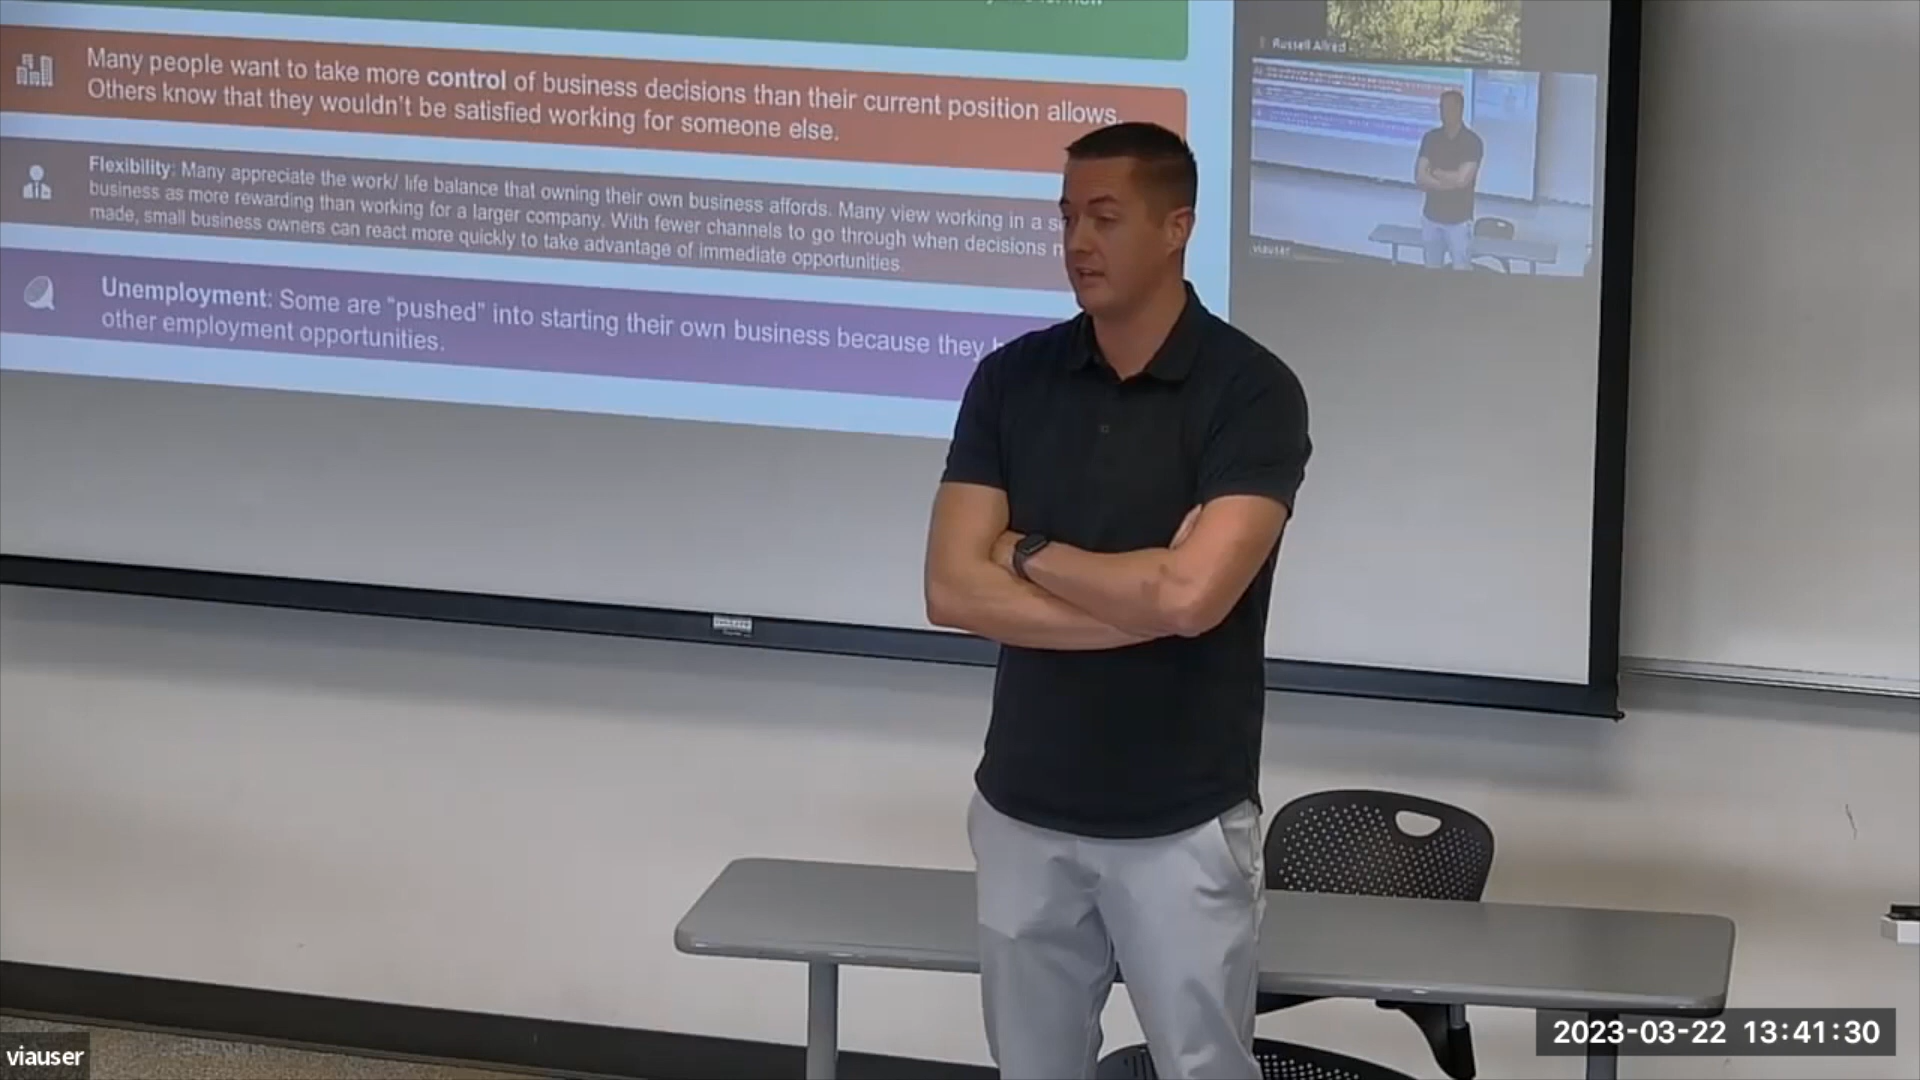 Many people want to take more control of business decisions than their current position allows.
Others know that they wouldn't be satisfied working for someone else.
Flexibility: Many appreciate the work/ life balance that owning their own business affords. Many view working in a
business as more rewarding than working for a larger company. With fewer channels to go through when decisions
made, small business owners can react more quickly to take advantage of immediate opportunities.
Unemployment: Some are "pushed" into starting their own business because they
other employment opportunities.
Russell Allred
viauser
viauser
2023-03-22 13:41:30